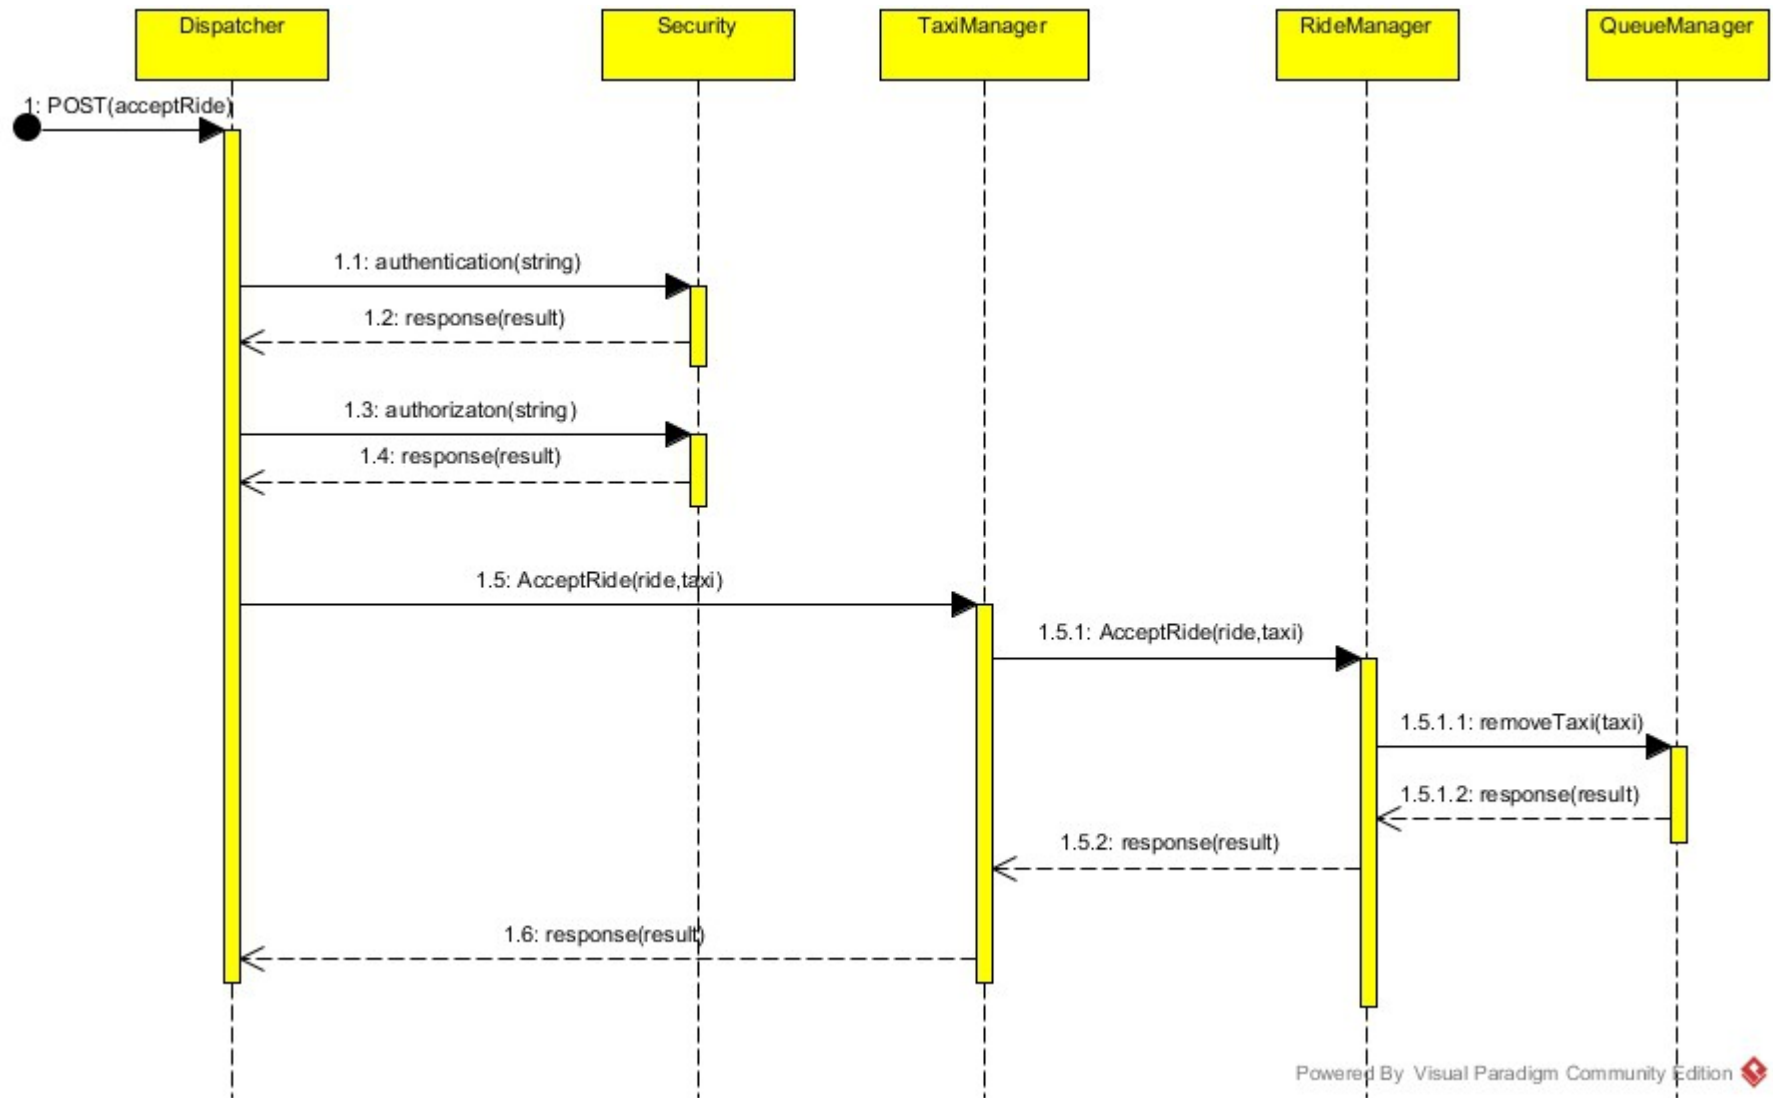 Dispatcher
Security
TaxiManager
RideManager
QueueManager
1: POST(acceptRide)
1.1: authentication(string)
1.2: response(result)
1.3: authorizaton(string)
1.4: response(result)
1.5: AcceptRide(ride,taxi)
1.5.1: AcceptRide(ride,taxi)
1.5.1.1: removeTaxi(taxi)
1.5.1.2: response(result)
1.5.2: response(result)
1.6: response(result)
Powered By Visual Paradigm Community Edition